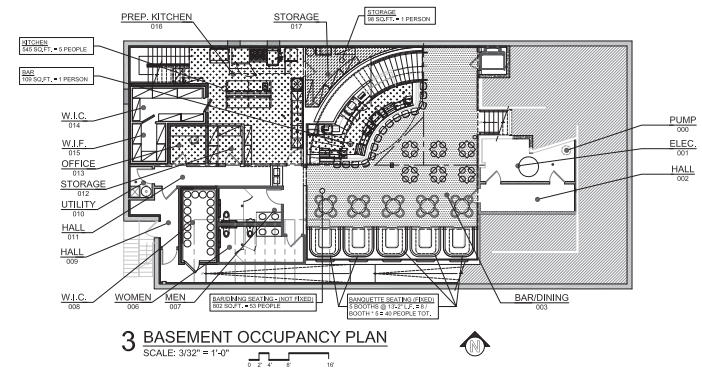 PREP. KITCHEN
016
STORAGE
017
STORAGE
98 SQ.FT. = 1 PERSON
KITCHEN
545 SQ.FT. = 5 PEOPLE
BAR
109 SQ.FT. = 1 PERSON
W.I.C.
014
W.I.F.
015
OFFICE
013
STORAGE
012
UTILITY
010
HALL
011
HALL
009
W.I.C.
008
WOMEN
006
MEN
007
BAR/DINING SEATING - (NOT FIXED)
802 SQ.FT. = 53 PEOPLE
BANQUETTE SEATING (FIXED)
5 BOOTHS @ 13'-2" L.F. = 8 /
BOOTH * 5 = 40 PEOPLE TOT.
BAR/DINING
003
PUMP
000
ELEC.
001
HALL
002
3 BASEMENT OCCUPANCY PLAN
SCALE: 3/32" = 1'-0"
0 2' 4' 8' 16'
N